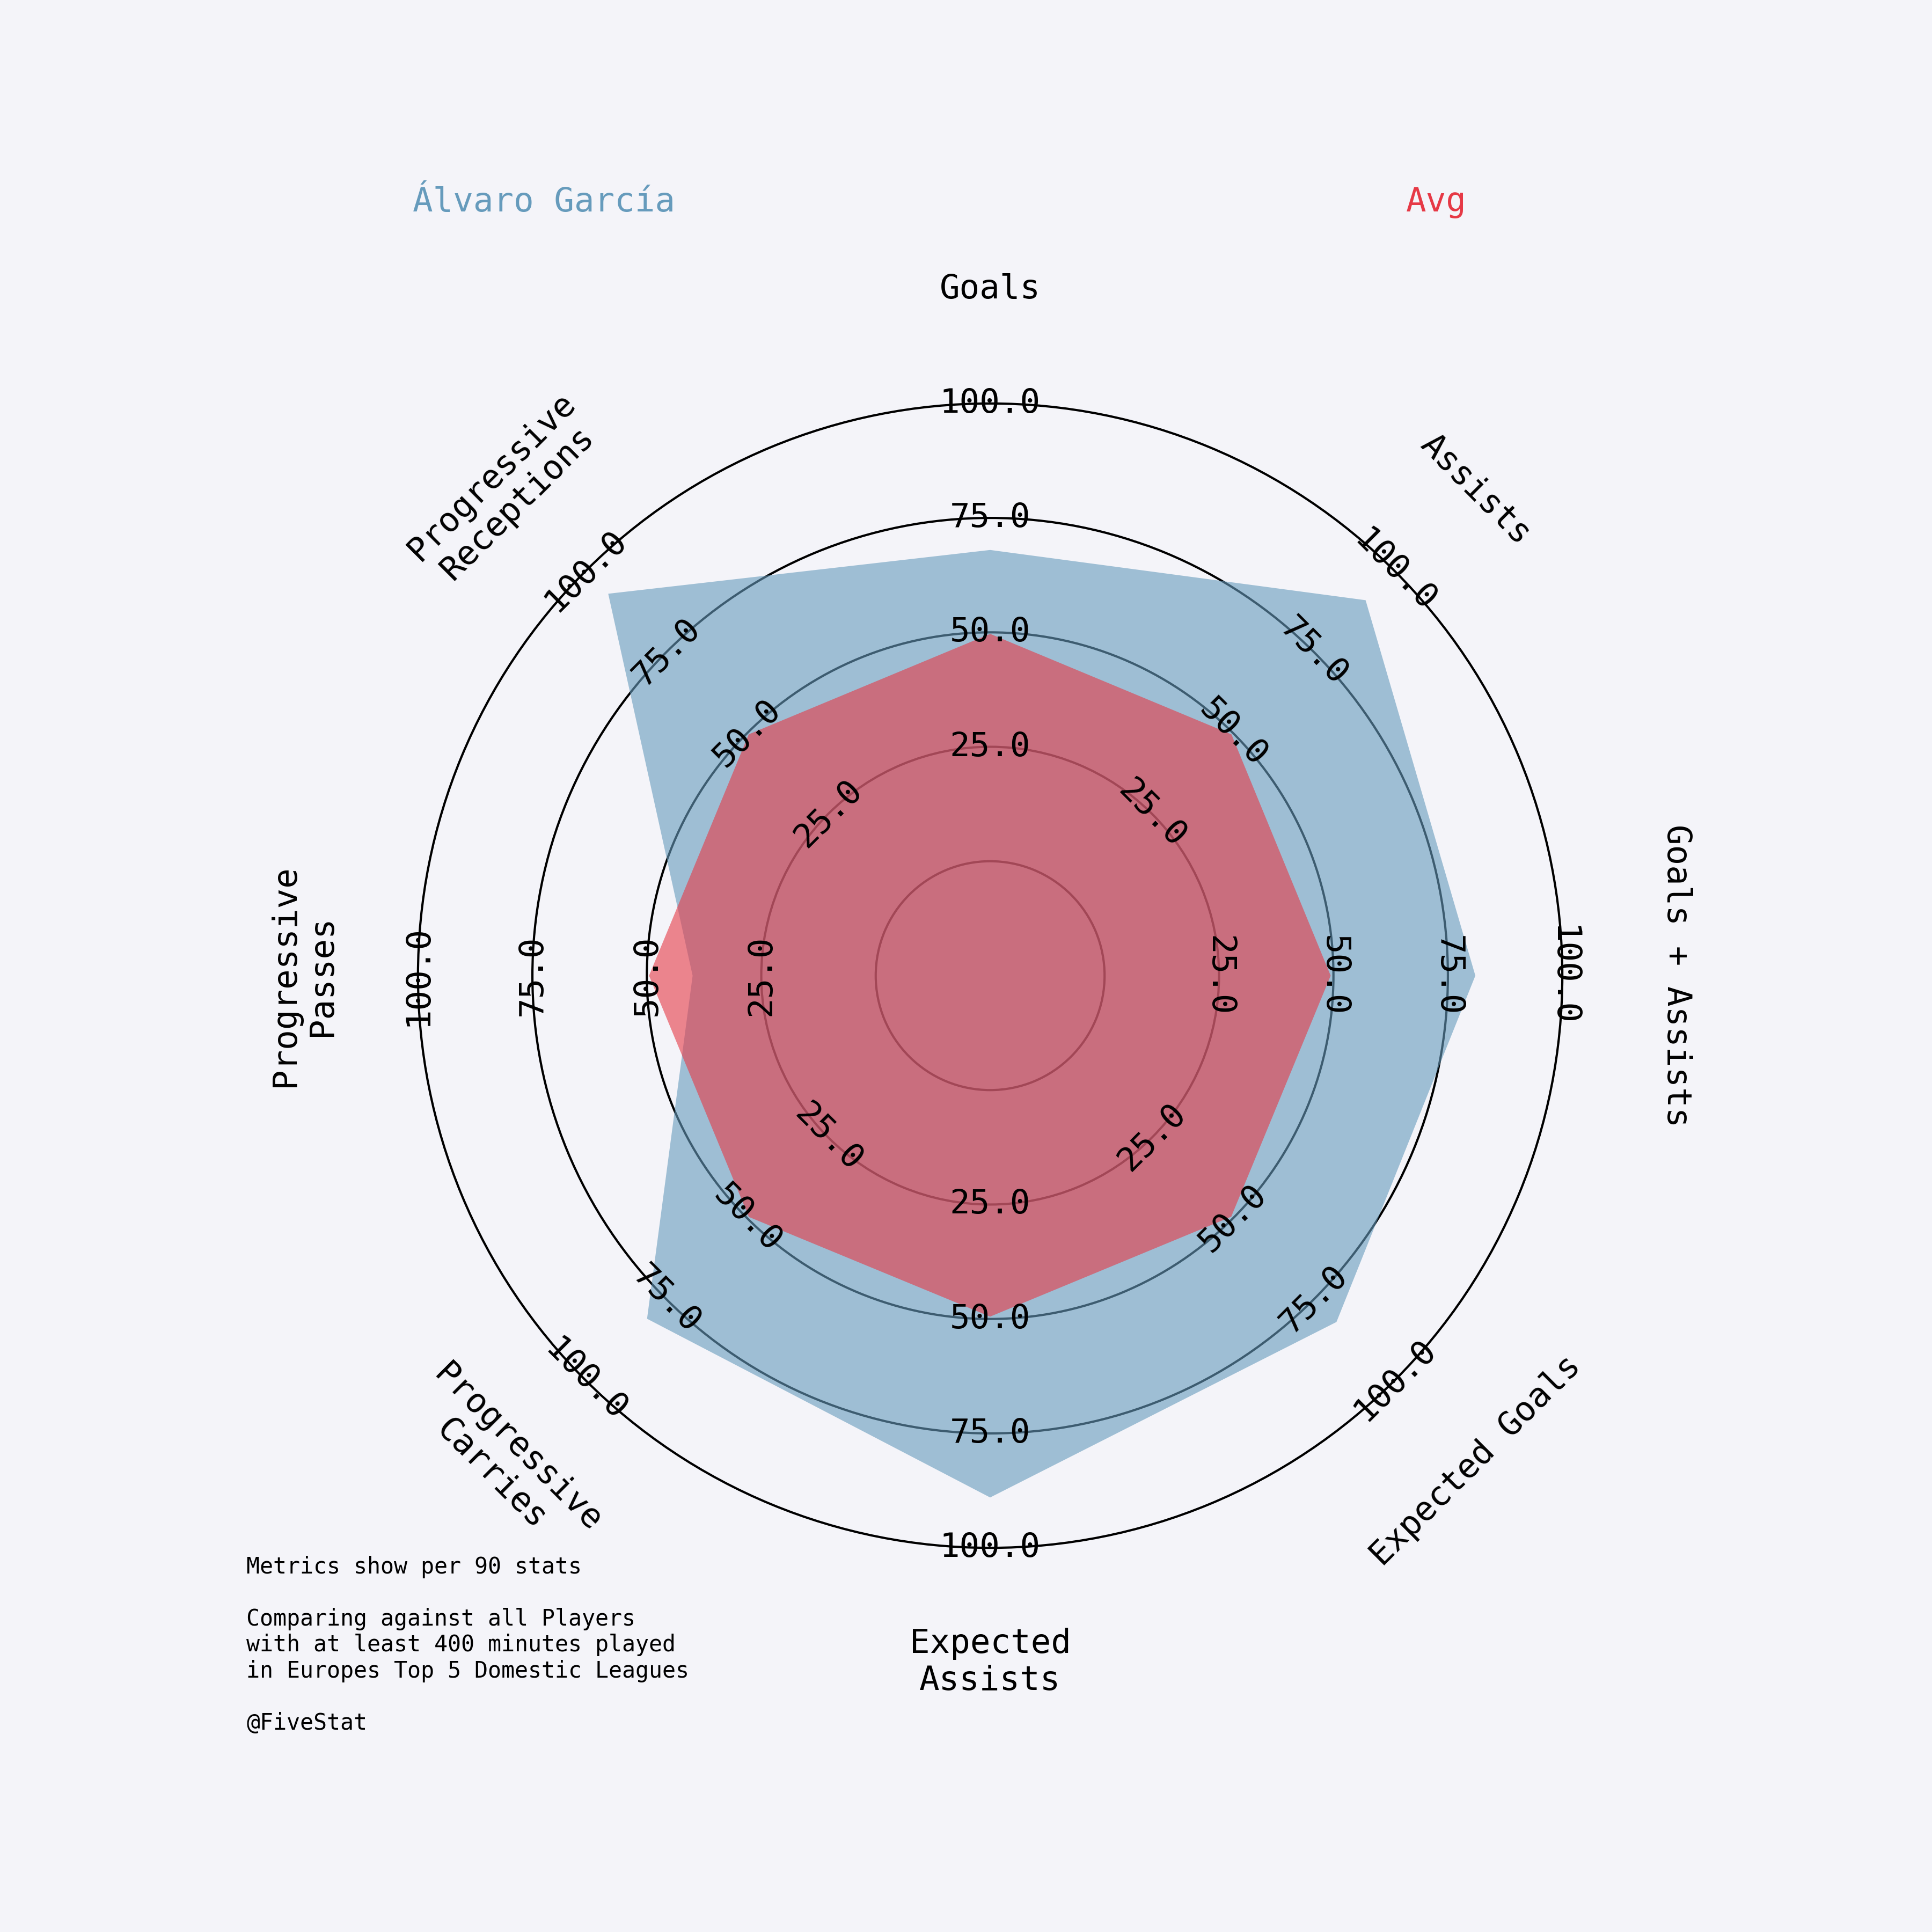 Álvaro García
Avg
Goals
Assists
Goals + Assists
Expected Goals
Expected
Assists
Progressive
Carries
Progressive
Passes
Progressive
Receptions
100.0
75.0
50.0
25.0
100.0
75.0
50.0
25.0
100.0
75.0
50.0
25.0
100.0
75.0
50.0
25.0
100.0
75.0
50.0
25.0
100.0
75.0
50.0
25.0
100.0
75.0
50.0
25.0
100.0
75.0
50.0
25.0
Metrics show per 90 stats
Comparing against all Players
with at least 400 minutes played
in Europes Top 5 Domestic Leagues
@FiveStat